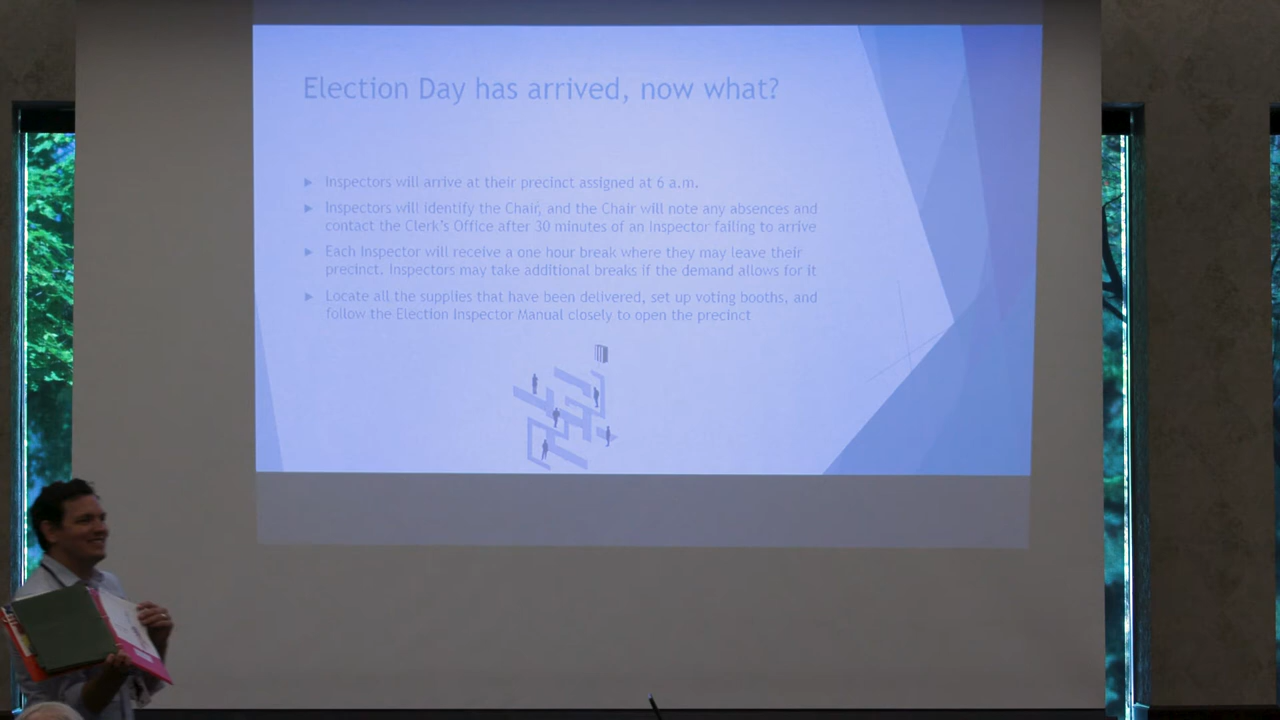 Election Day has arrived, now what?
Inspectors will arrive at their precinct assigned at 6 a.m.
Inspectors will identify the Chair, and the Chair will note any absences and
contact the Clerk's Office after 30 minutes of an Inspector failing to arrive
Each Inspector will receive a one hour break where they may leave their
precinct. Inspectors may take additional breaks if the demand allows for it
Locate all the supplies that have been delivered, set up voting booths, and
follow the Election Inspector Manual closely to open the precinct